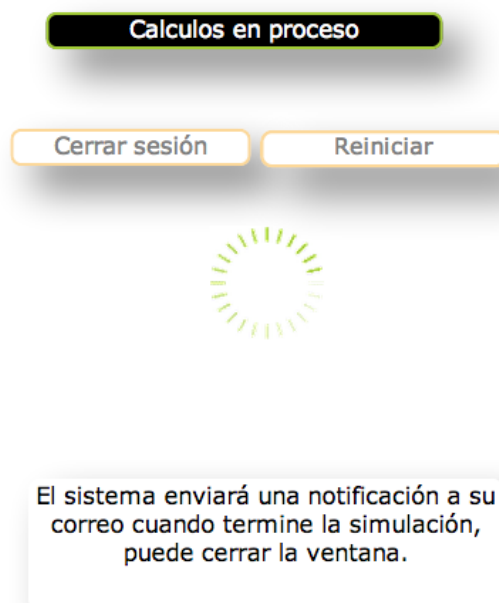 Calculos en proceso
Cerrar sesión
Reiniciar
El sistema enviará una notificación a su
correo cuando termine la simulación,
puede cerrar la ventana.